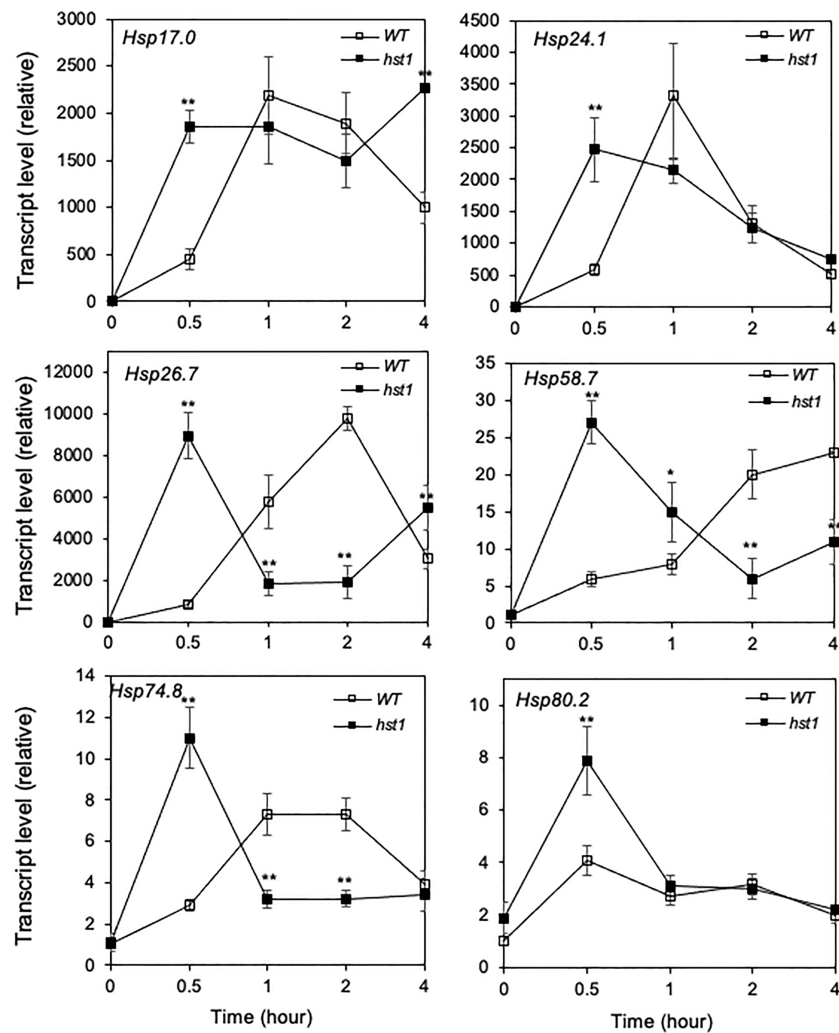 Hsp17.0
WT
hst1
Transcript level (relative)
3000
2500
2000
1500
1000
500
0
**
**
0 0.5 1 2 4
Hsp24.1
WT
hst1
4500
4000
3500
3000
2500
2000
1500
1000
500
0
**
0 0.5 1 2 4
Hsp26.7
WT
hst1
Transcript level (relative)
12000
10000
8000
6000
4000
2000
0
**
**
**
**
0 0.5 1 2 4
Hsp58.7
WT
hst1
35
30
25
20
15
10
5
0
**
*
**
**
0 0.5 1 2 4
Hsp74.8
WT
hst1
Transcript level (relative)
14
12
10
8
6
4
2
0
**
**
**
0 0.5 1 2 4
Time (hour)
Hsp80.2
WT
hst1
10
8
6
4
2
0
**
0 0.5 1 2 4
Time (hour)